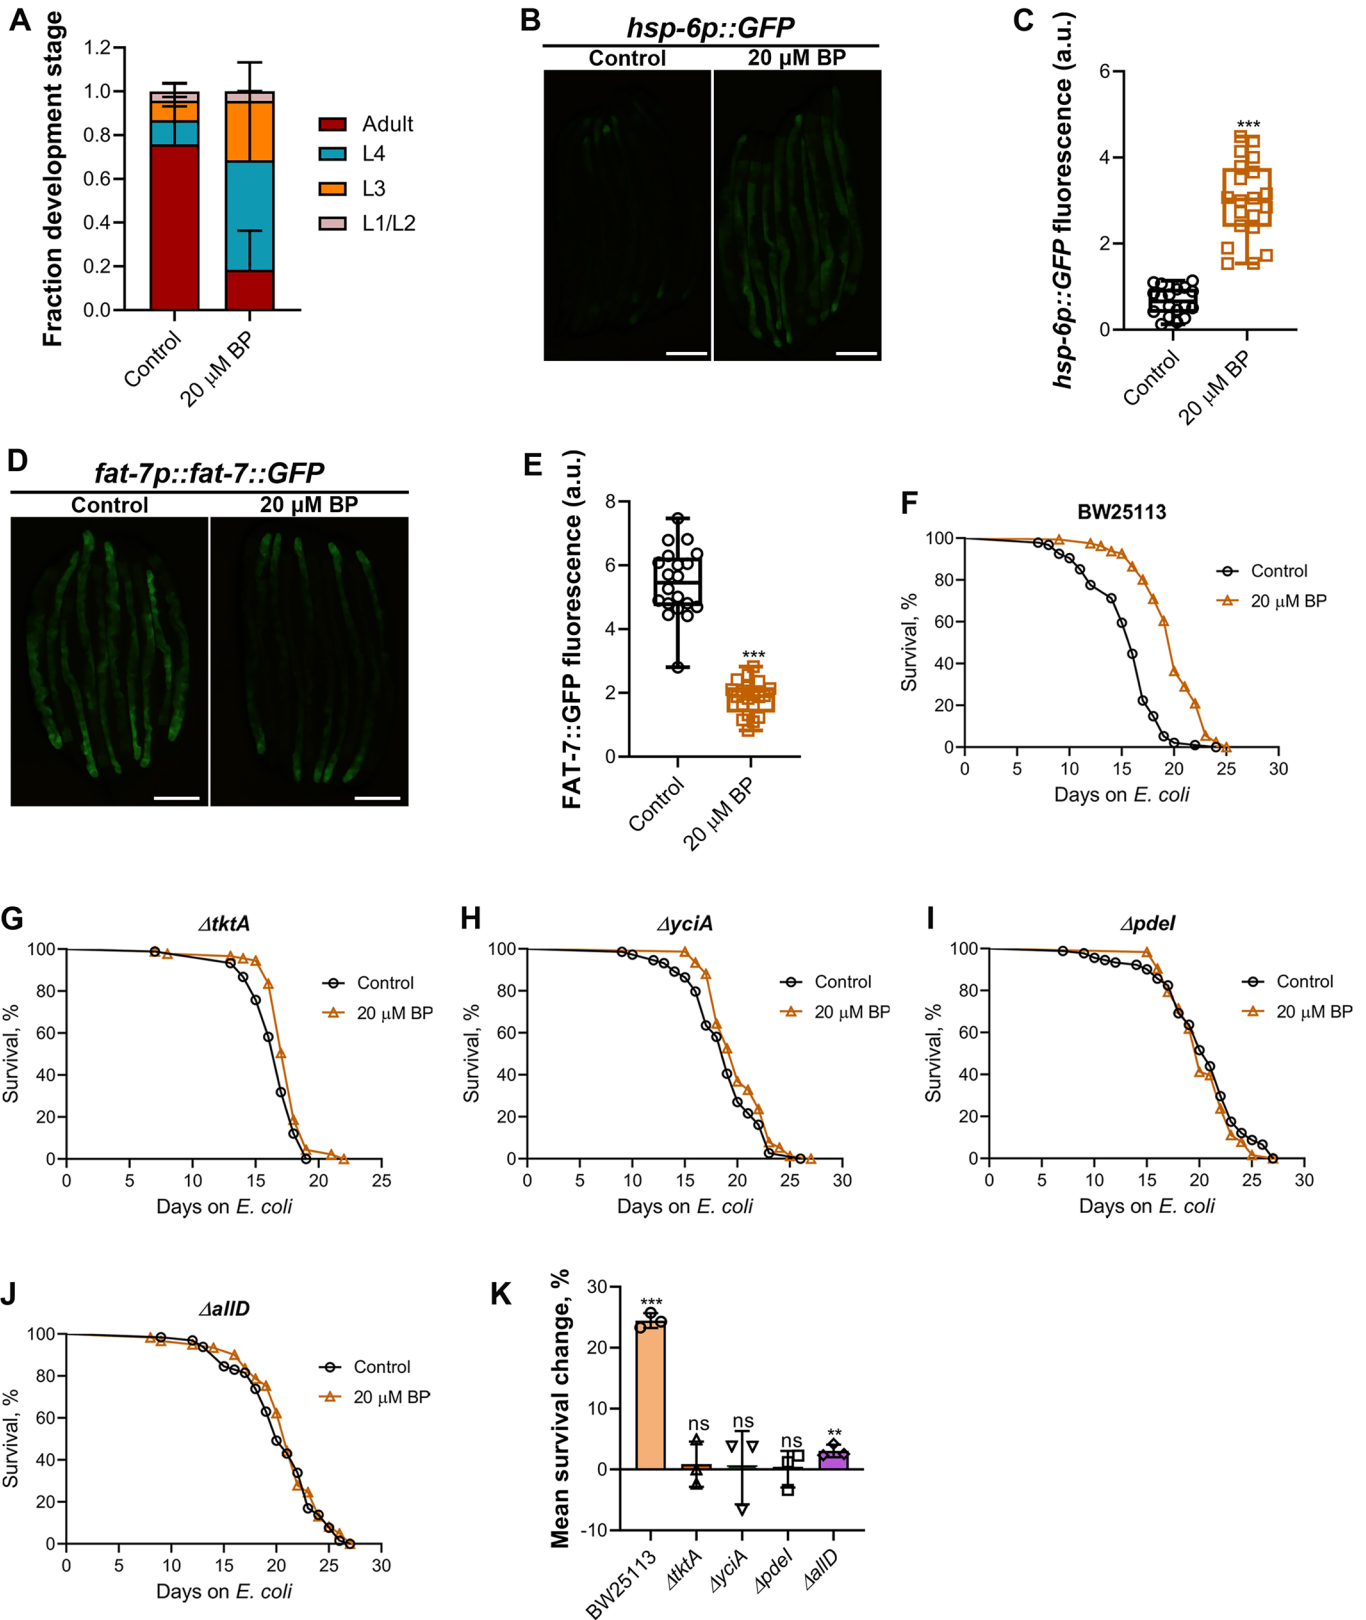 A
Fraction development stage
1.2
1.0
0.8
0.6
0.4
0.2
0.0
Control
20 μM BP
Adult
L4
L3
L1/L2
B
hsp-6p::GFP
Control
20 μM BP
C
hsp-6p::GFP fluorescence (a.u.)
6
4
2
0
***
Control
20 μM BP
D
fat-7p::fat-7::GFP
Control
20 μM BP
E
FAT-7::GFP fluorescence (a.u.)
8
6
4
2
0
***
Control
20 μM BP
F
BW25113
Survival, %
100
80
60
40
20
0
0 5 10 15 20 25 30
Days on E. coli
Control
20 μM BP
G
ΔtktA
Survival, %
100
80
60
40
20
0
0 5 10 15 20 25
Days on E. coli
Control
20 μM BP
H
ΔyciA
Survival, %
100
80
60
40
20
0
0 5 10 15 20 25 30
Days on E. coli
Control
20 μM BP
I
ΔpdeI
Survival, %
100
80
60
40
20
0
0 5 10 15 20 25 30
Days on E. coli
Control
20 μM BP
J
ΔallD
Survival, %
100
80
60
40
20
0
0 5 10 15 20 25 30
Days on E. coli
Control
20 μM BP
K
Mean survival change, %
30
20
10
0
-10
***
ns
ns
ns
**
BW25113
ΔtktA
ΔyciA
ΔpdeI
ΔallD